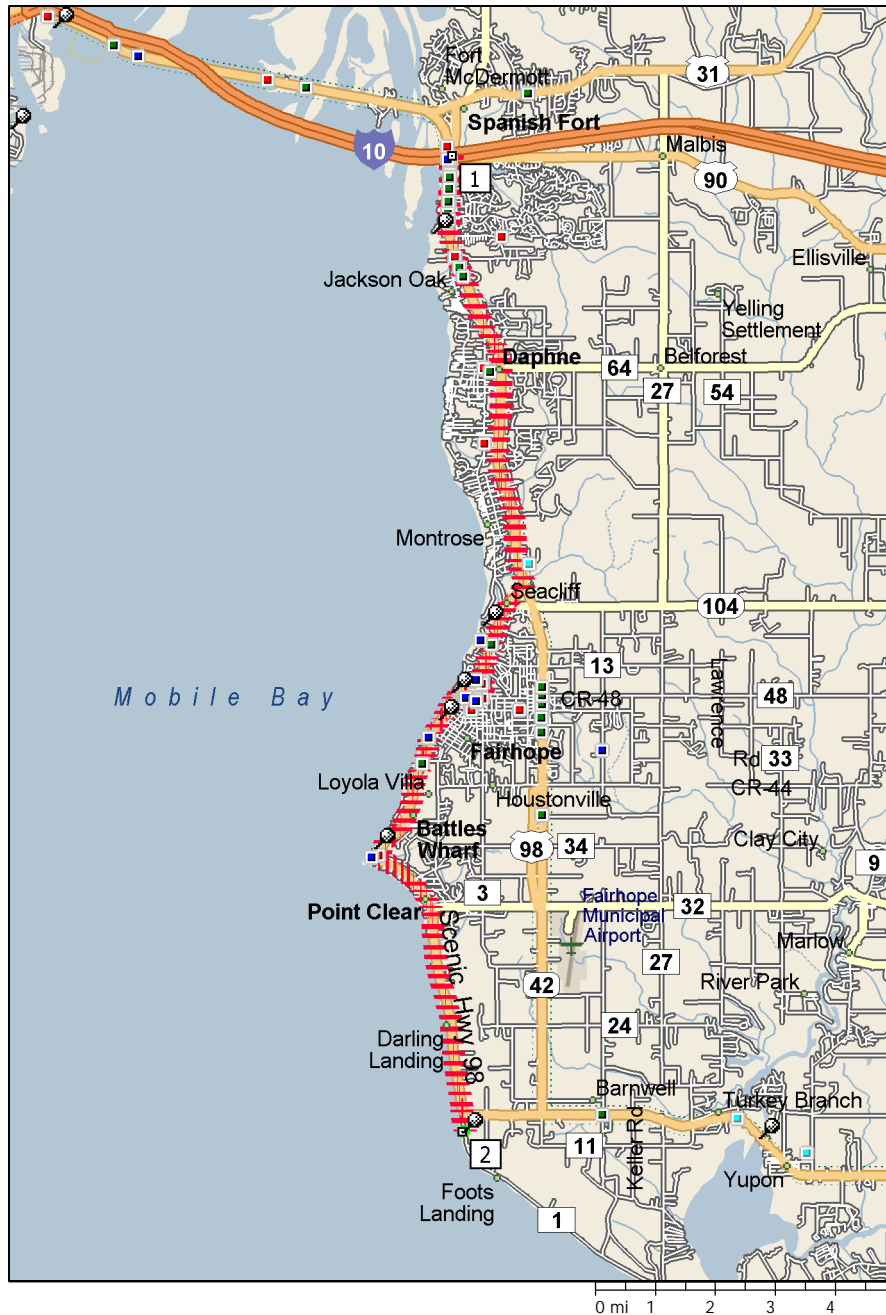 Fort
McDermott
31
Spanish Fort
10
Malbis
1
90
Ellisville
Jackson Oak
Yelling
Settlement
Daphne
64
Belforest
27
54
Montrose
Seacliff
104
13
Lawrence
Rd
Mobile Bay
CR-48
48
Fairhope
33
Loyola Villa
CR-44
Houstonville
Battles
Wharf
98
34
Clay City
9
3
Fairhope
Municipal
Airport
32
Point Clear
Scenic Hwy 98
Marlow
27
42
River Park
24
Darling
Landing
Barnwell
Turkey Branch
Keller Rd
2
11
Yupon
Foots
Landing
1
0 mi 1 2 3 4